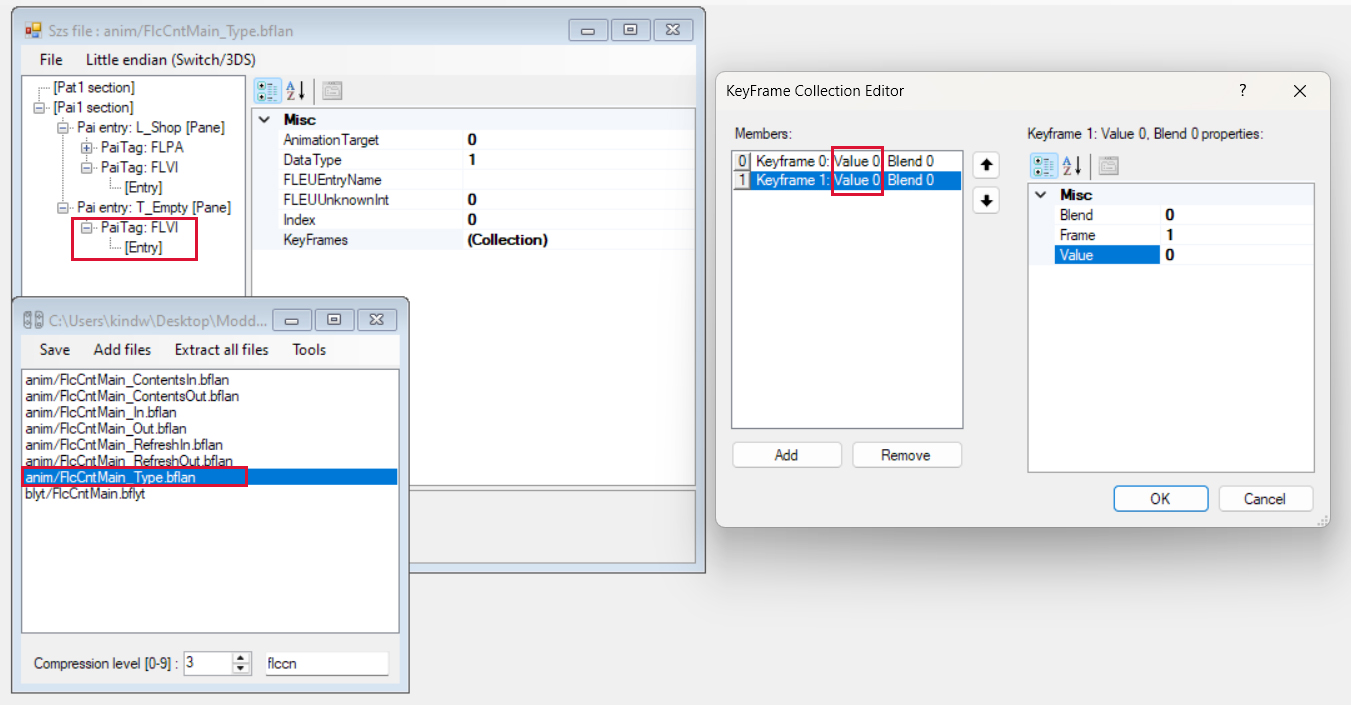 Szs file : anim/FlcCntMain_Type.bflan
File Little endian (Switch/3DS)
[Pat1 section]
[Pai1 section]
Pai entry: L_Shop [Pane]
PaiTag: FLPA
PaiTag: FLVI
[Entry]
Pai entry: T_Empty [Pane]
PaiTag: FLVI
[Entry]
Misc
AnimationTarget 0
DataType 1
FLEUEntryName
FLEUUnknownInt 0
Index 0
KeyFrames (Collection)
C:\Users\kindw\Desktop\Modd...
Save Add files Extract all files Tools
anim/FlcCntMain_ContentsIn.bflan
anim/FlcCntMain_ContentsOut.bflan
anim/FlcCntMain_In.bflan
anim/FlcCntMain_Out.bflan
anim/FlcCntMain_RefreshIn.bflan
anim/FlcCntMain_RefreshOut.bflan
anim/FlcCntMain_Type.bflan
blyt/FlcCntMain.bflyt
Compression level [0-9] : 3 flccn
KeyFrame Collection Editor
Members:
0 Keyframe 0: Value 0, Blend 0
1 Keyframe 1: Value 0, Blend 0
Add Remove
Keyframe 1: Value 0, Blend 0 properties:
Misc
Blend 0
Frame 1
Value 0
OK Cancel